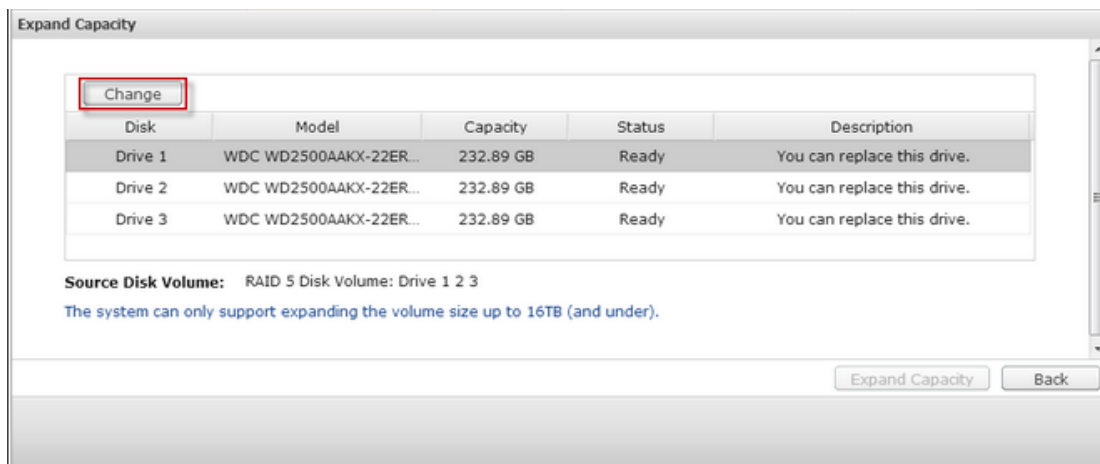 Expand Capacity
Change
Disk Model Capacity Status Description
Drive 1 WDC WD2500AAKX-22ER... 232.89 GB Ready You can replace this drive.
Drive 2 WDC WD2500AAKX-22ER... 232.89 GB Ready You can replace this drive.
Drive 3 WDC WD2500AAKX-22ER... 232.89 GB Ready You can replace this drive.
Source Disk Volume: RAID 5 Disk Volume: Drive 1 2 3
The system can only support expanding the volume size up to 16TB (and under).
Expand Capacity Back